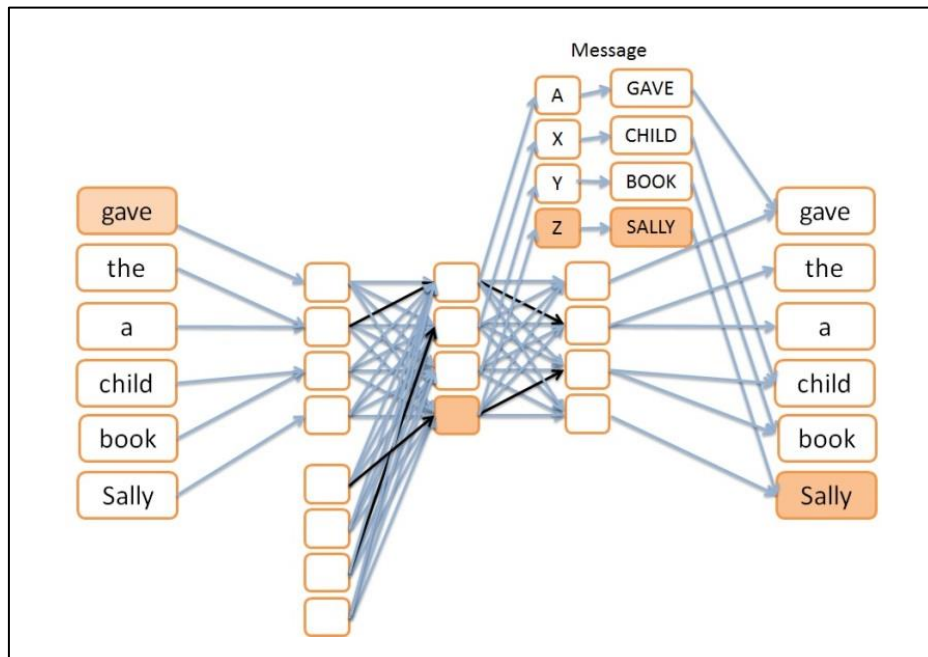 Message
A
GAVE
X
CHILD
Y
BOOK
Z
SALLY
gave
the
a
child
book
Sally
gave
the
a
child
book
Sally